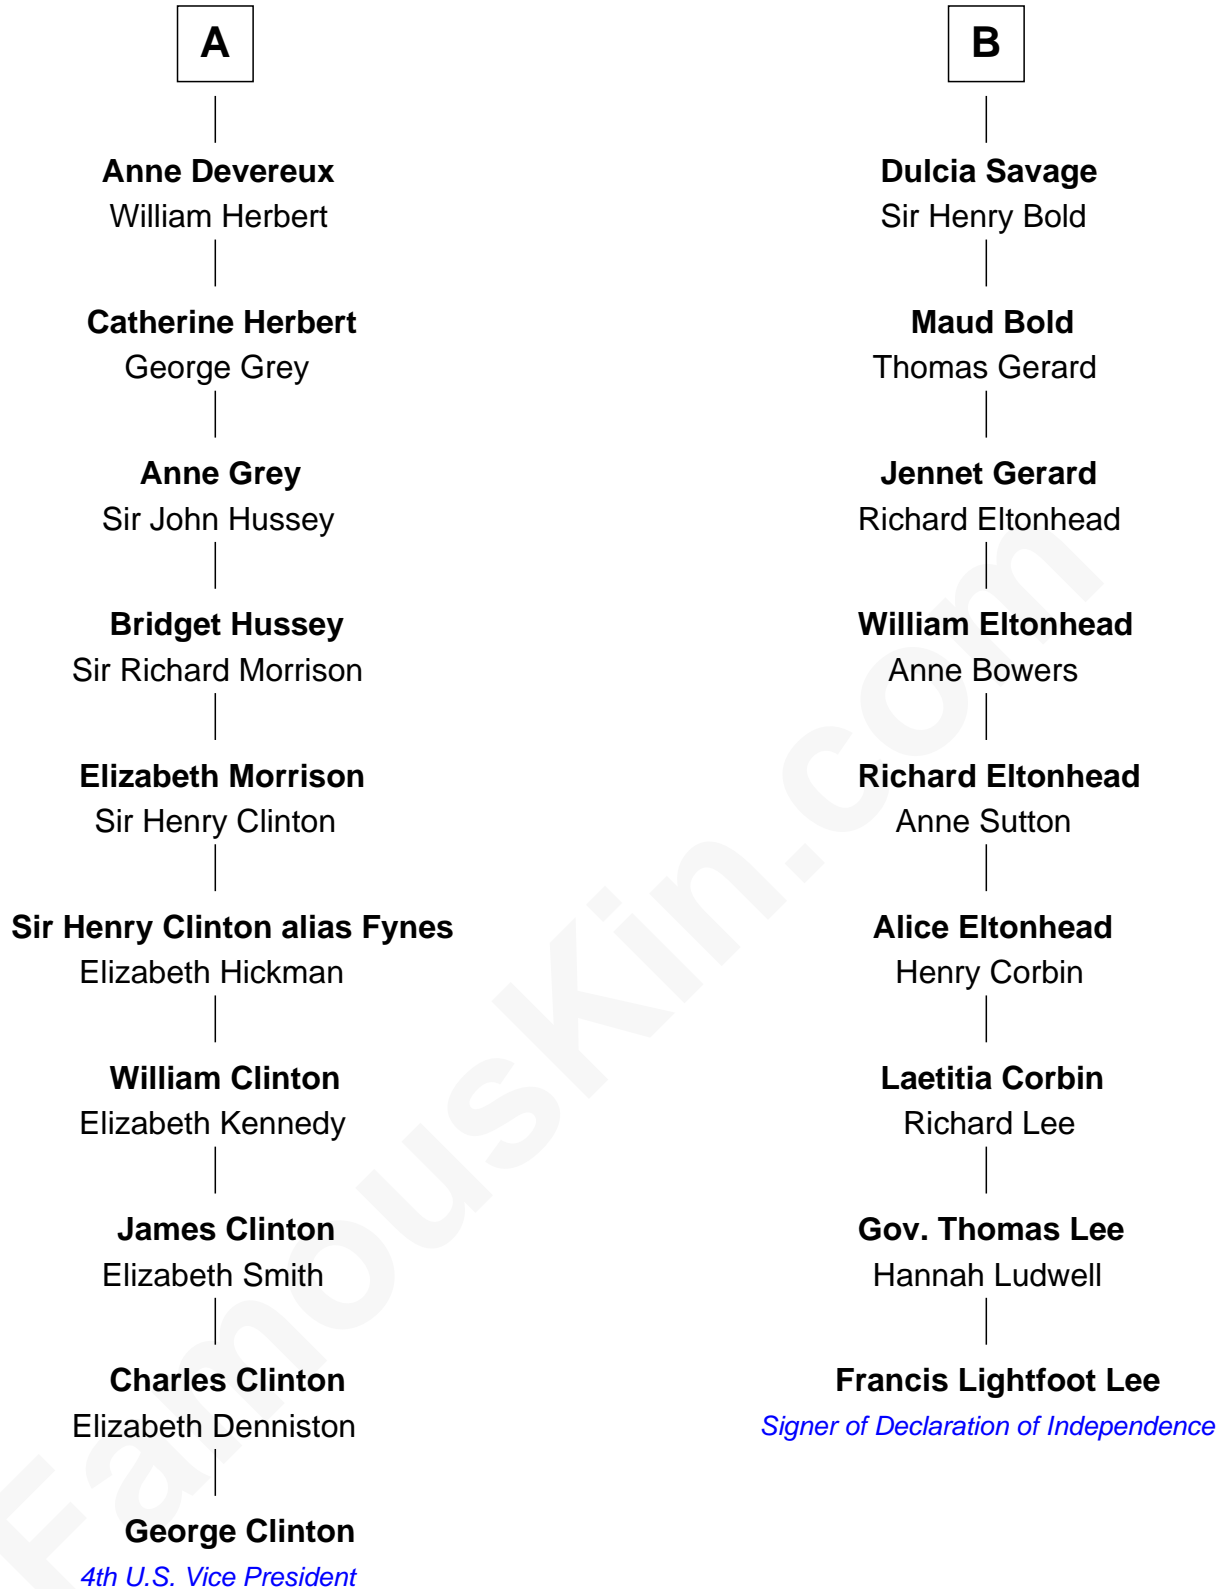 A
Anne Devereux
William Herbert
Catherine Herbert
George Grey
Anne Grey
Sir John Hussey
Bridget Hussey
Sir Richard Morrison
Elizabeth Morrison
Sir Henry Clinton
Sir Henry Clinton alias Fynes
Elizabeth Hickman
William Clinton
Elizabeth Kennedy
James Clinton
Elizabeth Smith
Charles Clinton
Elizabeth Denniston
George Clinton
4th U.S. Vice President
B
Dulcia Savage
Sir Henry Bold
Maud Bold
Thomas Gerard
Jennet Gerard
Richard Eltonhead
William Eltonhead
Anne Bowers
Richard Eltonhead
Anne Sutton
Alice Eltonhead
Henry Corbin
Laetitia Corbin
Richard Lee
Gov. Thomas Lee
Hannah Ludwell
Francis Lightfoot Lee
Signer of Declaration of Independence
FamousKin.com